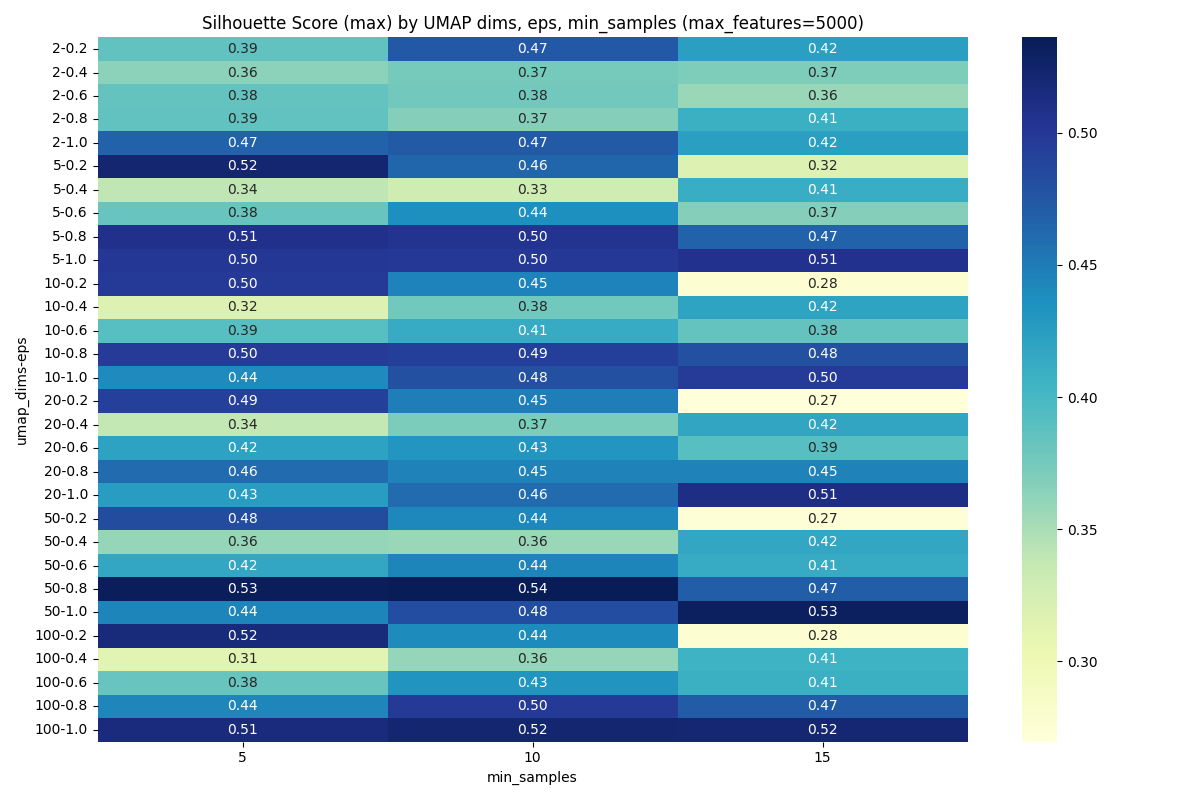 Silhouette Score (max) by UMAP dims, eps, min_samples (max_features=5000)
2-0.2 0.39 0.47 0.42
2-0.4 0.36 0.37 0.37
2-0.6 0.38 0.38 0.36
2-0.8 0.39 0.37 0.41
2-1.0 0.47 0.47 0.42
5-0.2 0.52 0.46 0.32
5-0.4 0.34 0.33 0.41
5-0.6 0.38 0.44 0.37
5-0.8 0.51 0.50 0.47
5-1.0 0.50 0.50 0.51
10-0.2 0.50 0.45 0.28
10-0.4 0.32 0.38 0.42
10-0.6 0.39 0.41 0.38
10-0.8 0.50 0.49 0.48
10-1.0 0.44 0.48 0.50
20-0.2 0.49 0.45 0.27
20-0.4 0.34 0.37 0.42
20-0.6 0.42 0.43 0.39
20-0.8 0.46 0.45 0.45
20-1.0 0.43 0.46 0.51
50-0.2 0.48 0.44 0.27
50-0.4 0.36 0.36 0.42
50-0.6 0.42 0.44 0.41
50-0.8 0.53 0.54 0.47
50-1.0 0.44 0.48 0.53
100-0.2 0.52 0.44 0.28
100-0.4 0.31 0.36 0.41
100-0.6 0.38 0.43 0.41
100-0.8 0.44 0.50 0.47
100-1.0 0.51 0.52 0.52
5 10 15
min_samples
umap_dims-eps
0.50
0.45
0.40
0.35
0.30